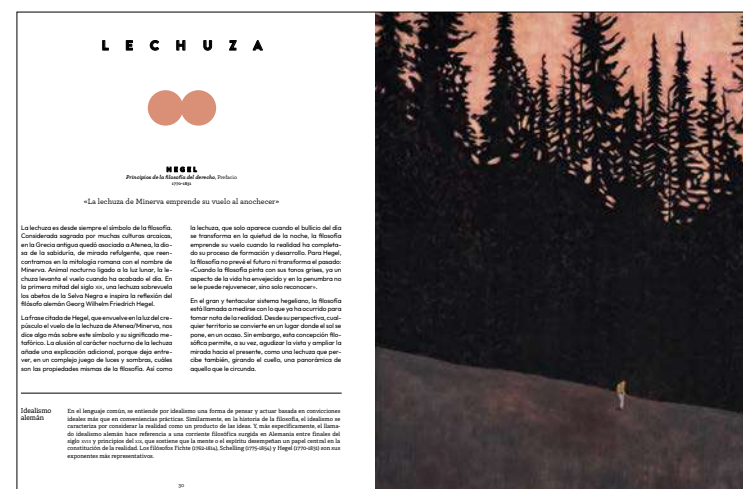 LECHUZA
HEGEL
Principios de la filosofía del derecho, Prefacio
1770-1831
«La lechuza de Minerva emprende su vuelo al anochecer»
La lechuza es desde siempre el símbolo de la filosofía.
Considerada sagrada por muchas culturas arcaicas,
en la Grecia antigua quedó asociada a Atenea, la dio-
sa de la sabiduría, de mirada refulgente, que reen-
contramos en la mitología romana con el nombre de
Minerva. Animal nocturno ligado a la luz lunar, la le-
chuza levanta el vuelo cuando ha acabado el día. En
la primera mitad del siglo XIX, una lechuza sobrevuela
los abetos de la Selva Negra e inspira la reflexión del
filósofo alemán Georg Wilhelm Friedrich Hegel.
La frase citada de Hegel, que envuelve en la luz del cre-
púsculo el vuelo de la lechuza de Atenea/Minerva, nos
dice algo más sobre este símbolo y su significado me-
tafórico. La alusión al carácter nocturno de la lechuza
añade una explicación adicional, porque deja entre-
ver, en un complejo juego de luces y sombras, cuáles
son las propiedades mismas de la filosofía. Así como
la lechuza, que solo aparece cuando el bullicio del día
se transforma en la quietud de la noche, la filosofía
emprende su vuelo cuando la realidad ha completa-
do su proceso de formación y desarrollo. Para Hegel,
la filosofía no prevé el futuro ni transforma el pasado:
«Cuando la filosofía pinta con sus tonos grises, ya un
aspecto de la vida ha envejecido y en la penumbra no
se le puede rejuvenecer, sino solo reconocer».
En el gran y tentacular sistema hegeliano, la filosofía
está llamada a medirse con lo que ya ha ocurrido para
tomar nota de la realidad. Desde su perspectiva, cual-
quier territorio se convierte en un lugar donde el sol se
pone, en un ocaso. Sin embargo, esta concepción filo-
sófica permite, a su vez, agudizar la vista y ampliar la
mirada hacia el presente, como una lechuza que per-
cibe también, girando el cuello, una panorámica de
aquello que le circunda.
Idealismo
alemán
En el lenguaje común, se entiende por idealismo una forma de pensar y actuar basada en convicciones
ideales más que en conveniencias prácticas. Similarmente, en la historia de la filosofía, el idealismo se
caracteriza por considerar la realidad como un producto de las ideas. Y, más específicamente, el llama-
do idealismo alemán hace referencia a una corriente filosófica surgida en Alemania entre finales del
siglo XVIII y principios del XIX, que sostiene que la mente o el espíritu desempeñan un papel central en la
constitución de la realidad. Los filósofos Fichte (1762-1814), Schelling (1775-1854) y Hegel (1770-1831) son sus
exponentes más representativos.
30